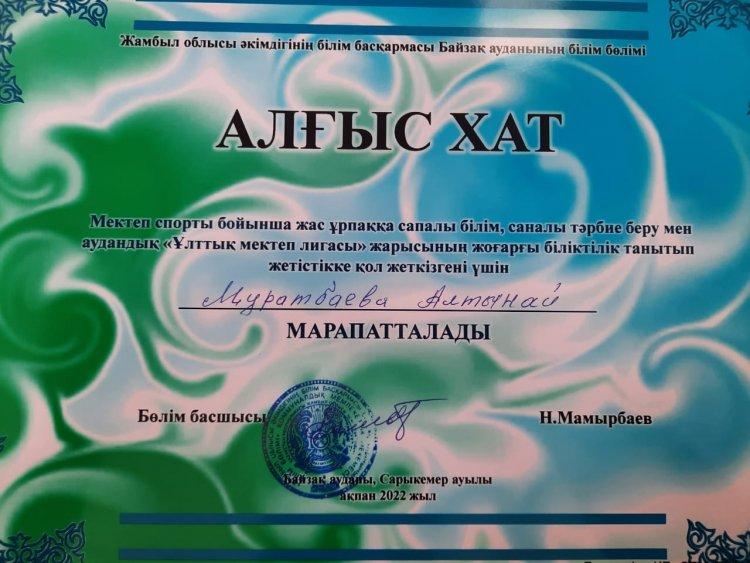 Жамбыл облысы әкімдігінің білім басқармасы Байзақ ауданының білім бөлімі
АЛҒЫС ХАТ
Мектеп спорты бойынша жас ұрпаққа сапалы білім, саналы тәрбие беру мен
аудандық «Ұлттық мектеп лигасы» жарысының жоғарғы біліктілік танытып
жетістікке қол жеткізгені үшін
Муратбаева Алтынай
МАРАПАТТАЛАДЫ
Бөлім басшысы
Н.Мамырбаев
Байзақ ауданы, Сарыкемер ауылы
ақпан 2022 жыл